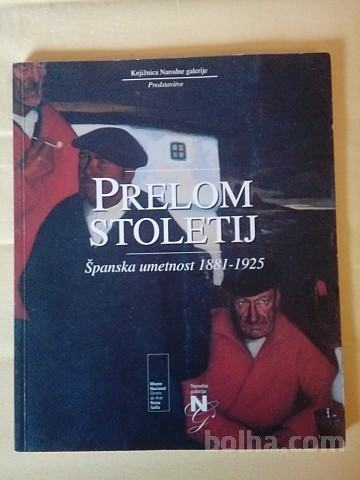 Knjižnica Narodne galerije
Predstavitve
PRELOM
STOLETIJ
Španska umetnost 1881-1925
Museo
Nacional
Centro
de Arte
Reina
Sofía
Narodna
galerija
N
G
bolha.com